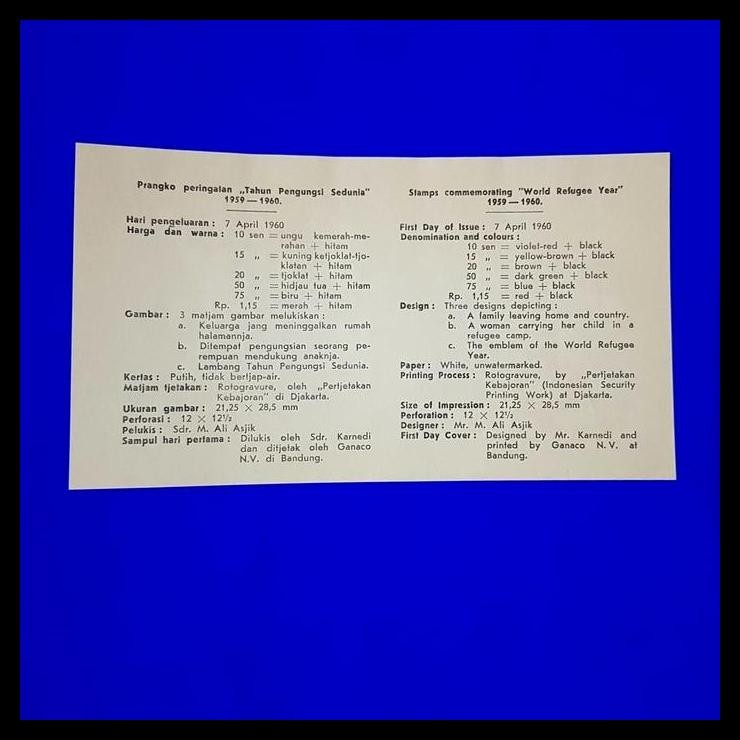 Prangko peringatan „Tahun Pengungsi Sedunia"
1959 — 1960.
Hari pengeluaran : 7 April 1960
Harga dan warna : 10 sen = ungu kemerah-me-
rahan + hitam
15 „ = kuning ketjoklat-tjo-
klatan + hitam
20 „ = tjoklat + hitam
50 „ = hidjau tua + hitam
75 „ = biru + hitam
Rp. 1,15 = merah + hitam
Gambar : 3 matjam gambar melukiskan :
a. Keluarga jang meninggalkan rumah
halamannja.
b. Ditempat pengungsian seorang pe-
rempuan mendukung anaknja.
c. Lambang Tahun Pengungsi Sedunia.
Kertas : Putih, tidak bertjap-air.
Matjam tjetakan : Rotogravure, oleh „Pertjetakan
Kebajoran" di Djakarta.
Ukuran gambar : 21,25 × 28,5 mm
Perforasi : 12 × 12½
Pelukis : Sdr. M. Ali Asjik
Sampul hari pertama : Dilukis oleh Sdr. Karnedi
dan ditjetak oleh Ganaco
N.V. di Bandung.
Stamps commemorating "World Refugee Year"
1959 — 1960.
First Day of Issue : 7 April 1960
Denomination and colours :
10 sen = violet-red + black
15 „ = yellow-brown + black
20 „ = brown + black
50 „ = dark green + black
75 „ = blue + black
Rp. 1,15 = red + black
Design : Three designs depicting :
a. A family leaving home and country.
b. A woman carrying her child in a
refugee camp.
c. The emblem of the World Refugee
Year.
Paper : White, unwatermarked.
Printing Process : Rotogravure, by „Pertjetakan
Kebajoran" (Indonesian Security
Printing Work) at Djakarta.
Size of Impression : 21,25 × 28,5 mm
Perforation : 12 × 12½
Designer : Mr. M. Ali Asjik
First Day Cover : Designed by Mr. Karnedi and
printed by Ganaco N.V. at
Bandung.